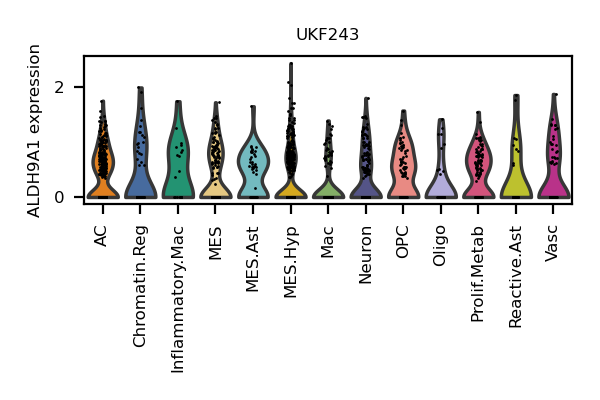 UKF243
ALDH9A1 expression
2
0
AC
Chromatin.Reg
Inflammatory.Mac
MES
MES.Ast
MES.Hyp
Mac
Neuron
OPC
Oligo
Prolif.Metab
Reactive.Ast
Vasc